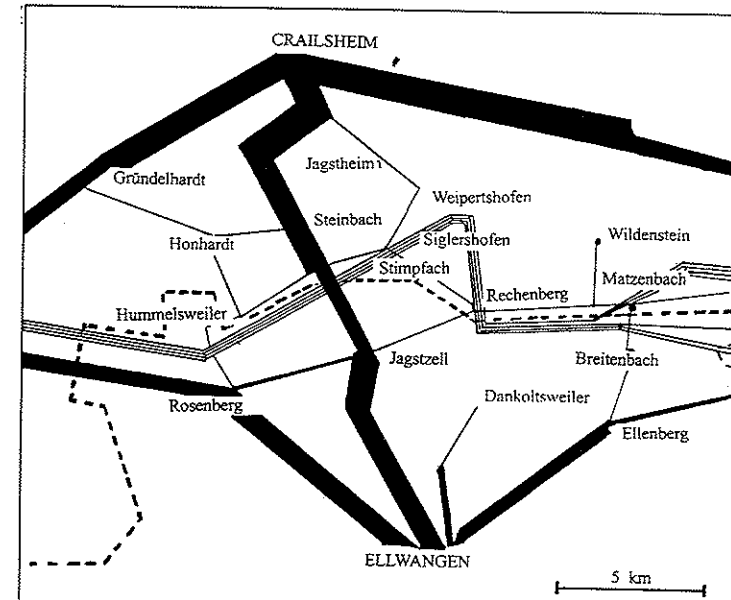 CRAILSHEIM
Gründelhardt
Jagstheim
Weipertshofen
Steinbach
Honhardt
Siglershofen
Wildenstein
Stimpfach
Matzenbach
Rechenberg
Hummelsweiler
Jagstzell
Breitenbach
Dankoltsweiler
Rosenberg
Ellenberg
ELLWANGEN
5 km